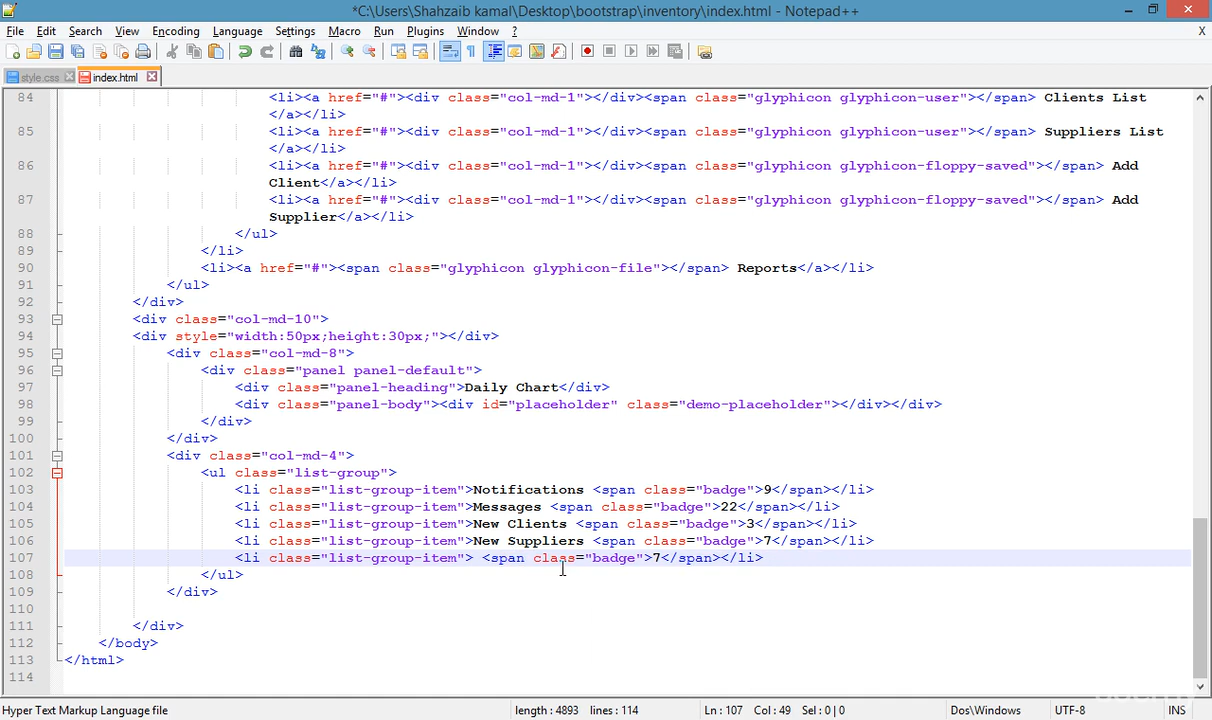 *C:\Users\Shahzaib kamal\Desktop\bootstrap\inventory\index.html - Notepad++
File Edit Search View Encoding Language Settings Macro Run Plugins Window ? X
style.css index.html
84 <li><a href="#"><div class="col-md-1"></div><span class="glyphicon glyphicon-user"></span> Clients List
</a></li>
85 <li><a href="#"><div class="col-md-1"></div><span class="glyphicon glyphicon-user"></span> Suppliers List
</a></li>
86 <li><a href="#"><div class="col-md-1"></div><span class="glyphicon glyphicon-floppy-saved"></span> Add
Client</a></li>
87 <li><a href="#"><div class="col-md-1"></div><span class="glyphicon glyphicon-floppy-saved"></span> Add
Supplier</a></li>
88 </ul>
89 </li>
90 <li><a href="#"><span class="glyphicon glyphicon-file"></span> Reports</a></li>
91 </ul>
92 </div>
93 <div class="col-md-10">
94 <div style="width:50px;height:30px;"></div>
95 <div class="col-md-8">
96 <div class="panel panel-default">
97 <div class="panel-heading">Daily Chart</div>
98 <div class="panel-body"><div id="placeholder" class="demo-placeholder"></div></div>
99 </div>
100 </div>
101 <div class="col-md-4">
102 <ul class="list-group">
103 <li class="list-group-item">Notifications <span class="badge">9</span></li>
104 <li class="list-group-item">Messages <span class="badge">22</span></li>
105 <li class="list-group-item">New Clients <span class="badge">3</span></li>
106 <li class="list-group-item">New Suppliers <span class="badge">7</span></li>
107 <li class="list-group-item"> <span class="badge">7</span></li>
108 </ul>
109 </div>
110
111 </div>
112 </body>
113 </html>
114
Hyper Text Markup Language file length : 4893 lines : 114 Ln : 107 Col : 49 Sel : 0 | 0 Dos\Windows UTF-8 INS